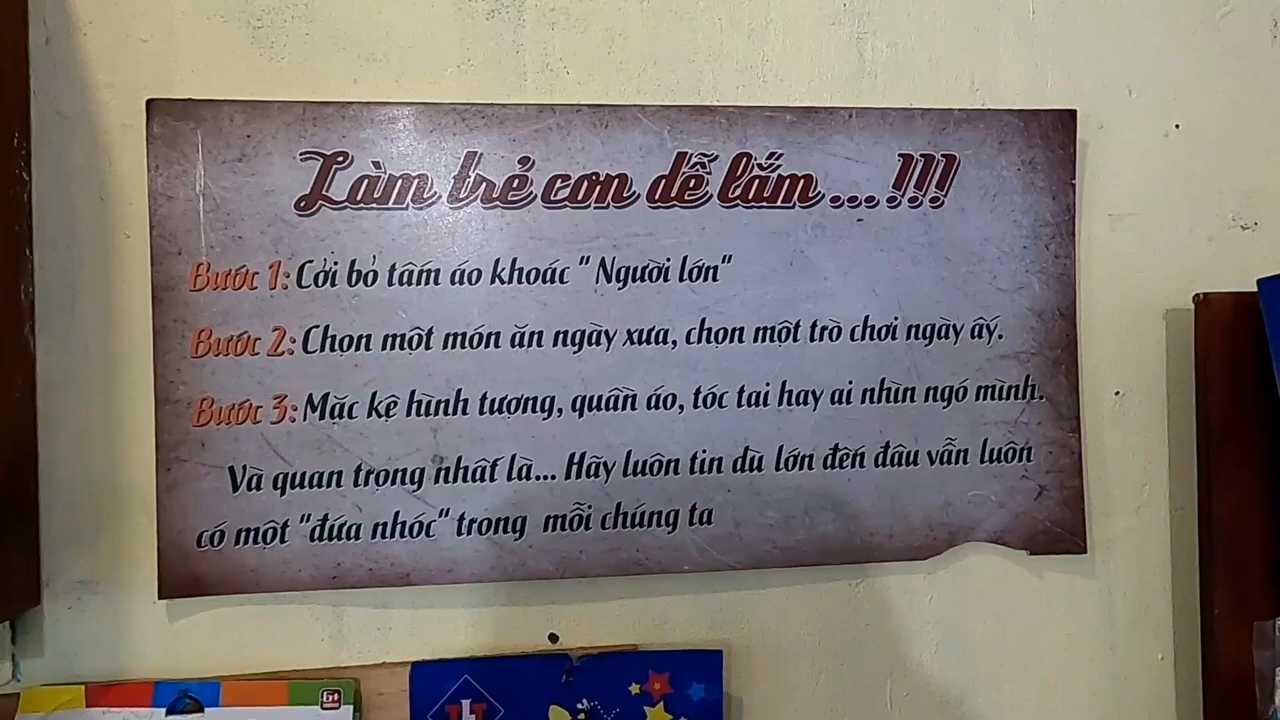 Làm trẻ con dễ lắm...!!!
Bước 1: Cởi bỏ tấm áo khoác "Người lớn"
Bước 2: Chọn một món ăn ngày xưa, chọn một trò chơi ngày ấy.
Bước 3: Mặc kệ hình tượng, quần áo, tóc tai hay ai nhìn ngó mình.
Và quan trọng nhất là... Hãy luôn tin dù lớn đến đâu vẫn luôn
có một "đứa nhóc" trong mỗi chúng ta
6+